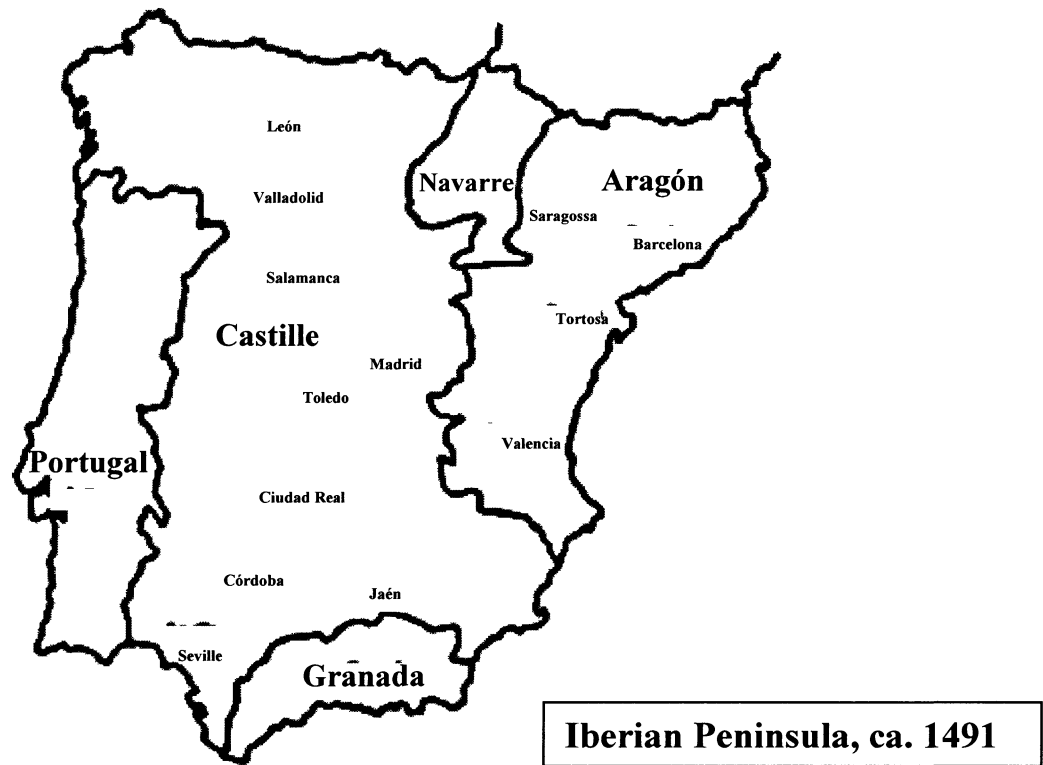 León
Navarre
Aragón
Valladolid
Saragossa
Barcelona
Salamanca
Tortosa
Castille
Madrid
Toledo
Valencia
Portugal
Ciudad Real
Córdoba
Jaén
Seville
Granada
Iberian Peninsula, ca. 1491